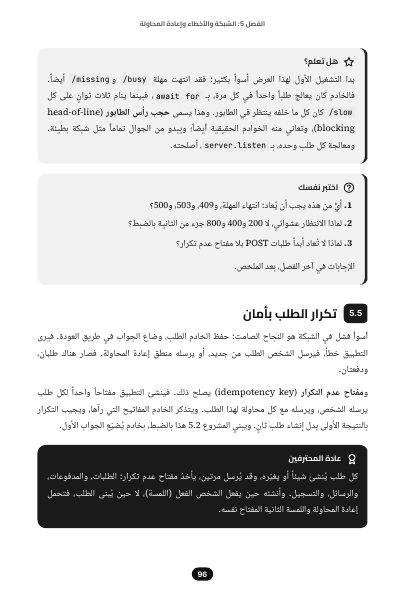 الفصل 5: الشبكة والأخطاء وإعادة المحاولة
هل تعلم؟
بدا التشغيل الأول لهذا العرض أسوأ بكثير: فقد انتهت مهلة /busy و /missing أيضاً.
فالخادم كان يعالج طلباً واحداً في كل مرة، بـ await for ، فبينما ينام ثلاث ثوانٍ على كل
/slow كان كل ما خلفه ينتظر في الطابور. وهذا يسمى حجب رأس الطابور (head-of-line
blocking)، وتعاني منه الخوادم الحقيقية أيضاً؛ ويبدو من الجوال تماماً مثل شبكة بطيئة.
ومعالجة كل طلب وحده، بـ server.listen ، أصلحته.
اختبر نفسك
1. أيٌّ من هذه يجب أن يُعاد: انتهاء المهلة، و409، و503، و500؟
2. لماذا الانتظار عشوائي، لا 200 و400 و800 جزء من الثانية بالضبط؟
3. لماذا لا تُعاد أبداً طلبات POST بلا مفتاح عدم تكرار؟
الإجابات في آخر الفصل، بعد الملخص.
5.5 تكرار الطلب بأمان
أسوأ فشل في الشبكة هو النجاح الصامت: حفظ الخادم الطلب، وضاع الجواب في طريق العودة. فيرى
التطبيق خطأً، فيرسل الشخص الطلب من جديد، أو يرسله منطق إعادة المحاولة. فصار هناك طلبان،
ودفعتان.
ومفتاح عدم التكرار (idempotency key) يصلح ذلك. فينشئ التطبيق مفتاحاً واحداً لكل طلب
يرسله الشخص، ويرسله مع كل محاولة لهذا الطلب. ويتذكر الخادم المفاتيح التي رآها، ويجيب التكرار
بالنتيجة الأولى بدل إنشاء طلب ثانٍ. ويبني المشروع 5.2 هذا بالضبط، بخادم يُضيّع الجواب الأول.
عادة المحترفين
كل طلب يُنشئ شيئاً أو يغيّره، وقد يُرسل مرتين، يأخذ مفتاح عدم تكرار: الطلبات، والمدفوعات،
والرسائل، والتسجيل. وأنشئه حين يفعل الشخص الفعل (اللمسة)، لا حين يُبنى الطلب، فتحمل
إعادة المحاولة واللمسة الثانية المفتاح نفسه.
96